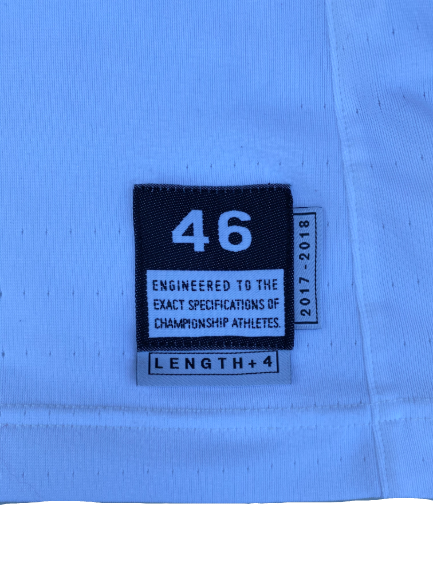 46
ENGINEERED TO THE
EXACT SPECIFICATIONS OF
CHAMPIONSHIP ATHLETES.
2017-2018
LENGTH+4